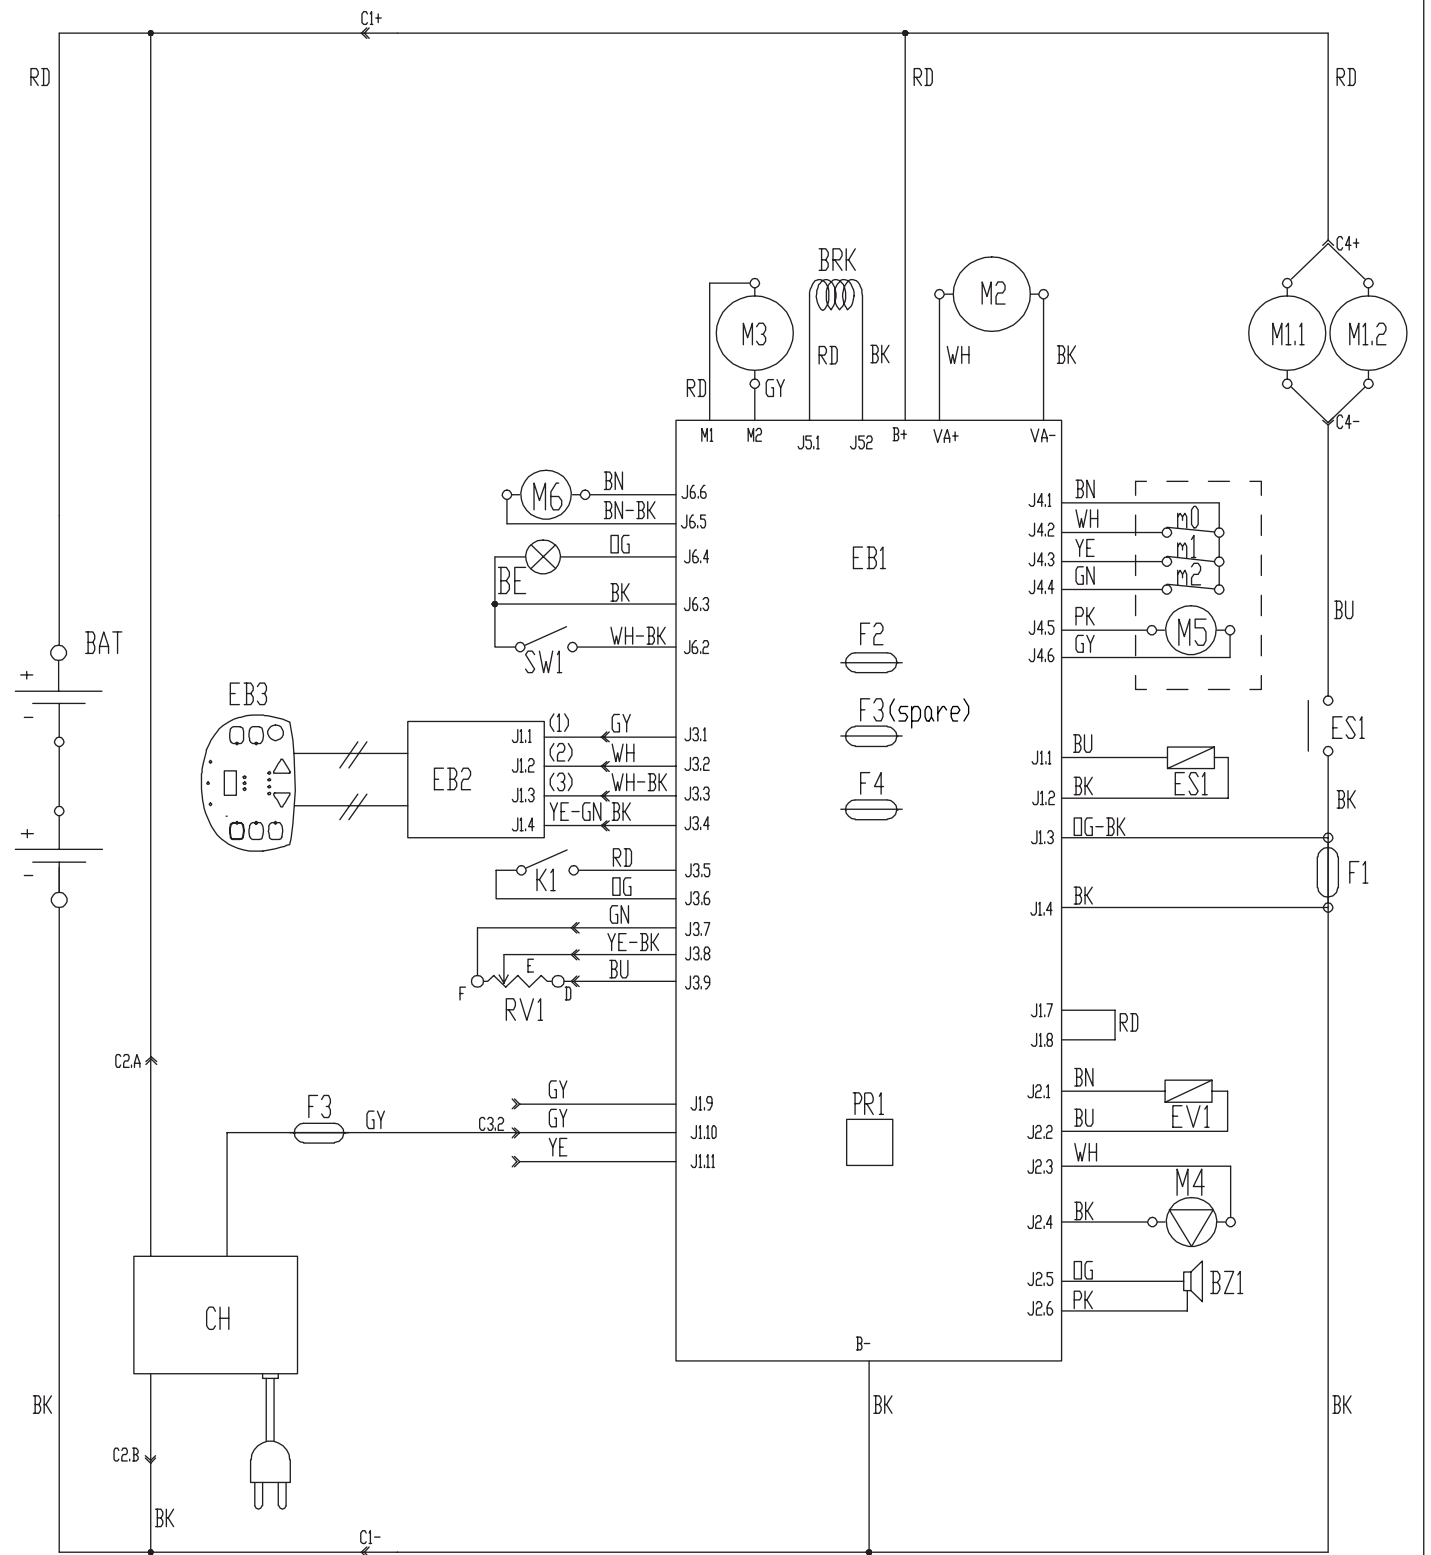 C1+
RD RD RD
C4+
BRK
M2
M3 M1.1 M1.2
RD BK WH BK
RD GY
C4-
M1 M2 J5.1 J52 B+ VA+ VA-
M6 BN J6.6
BN-BK J6.5
OG J6.4
BE
BK J6.3
WH-BK J6.2
SW1
EB1
J4.1 BN
J4.2 WH m0
J4.3 YE m1
J4.4 GN m2
J4.5 PK M5
J4.6 GY
BU
BAT
+
-
+
-
F2
F3(spare)
F4
EB3
EB2
J1.1 (1) GY J3.1
J1.2 (2) WH J3.2
J1.3 (3) WH-BK J3.3
J1.4 YE-GN BK J3.4
ES1
J1.1 BU
ES1
J1.2 BK
BK
J1.3 OG-BK
F1
J1.4 BK
K1 RD J3.5
OG J3.6
GN J3.7
YE-BK J3.8
F E D BU J3.9
RV1
J1.7
RD
J1.8
C2.A
GY J1.9
F3 GY C3.2 GY J1.10
YE J1.11
PR1
J2.1 BN
EV1
J2.2 BU
J2.3 WH
M4
J2.4 BK
J2.5 OG
BZ1
J2.6 PK
CH
B-
BK BK BK
C2.B
BK
C1-